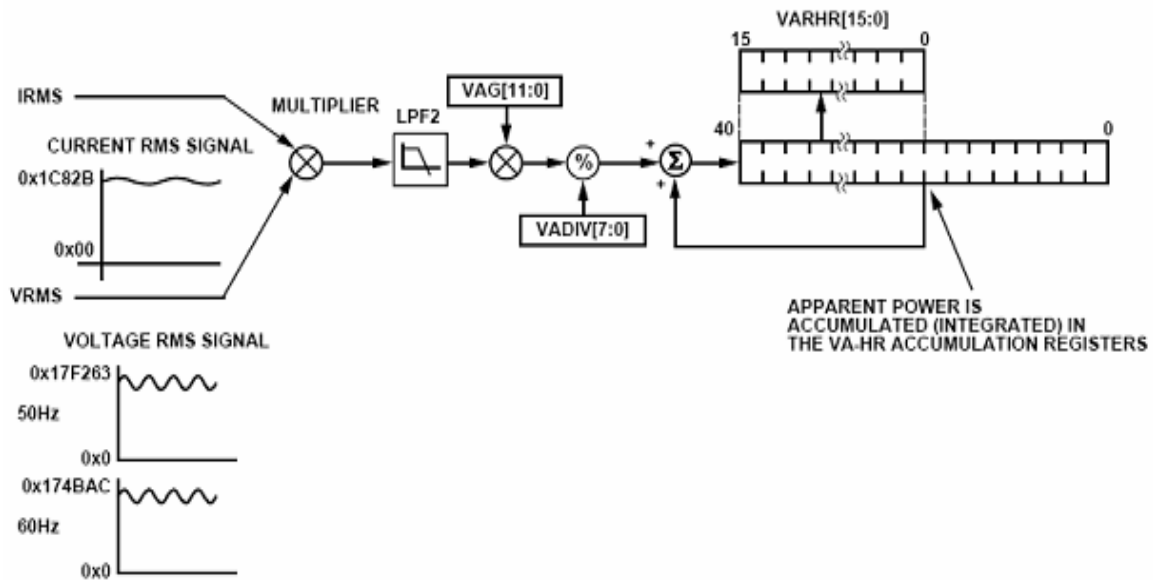 VARHR[15:0]
15
0
IRMS
MULTIPLIER
VAG[11:0]
LPF2
40
0
CURRENT RMS SIGNAL
0x1C82B
%
+
Σ
+
VADIV[7:0]
0x00
VRMS
APPARENT POWER IS
ACCUMULATED (INTEGRATED) IN
THE VA-HR ACCUMULATION REGISTERS
VOLTAGE RMS SIGNAL
0x17F263
50Hz
0x0
0x174BAC
60Hz
0x0